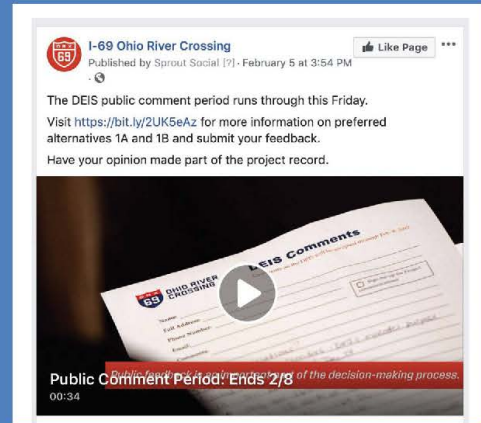 I-69 Ohio River Crossing
Like Page
Published by Sprout Social [?] · February 5 at 3:54 PM
·
The DEIS public comment period runs through this Friday.
Visit https://bit.ly/2UK5eAz for more information on preferred
alternatives 1A and 1B and submit your feedback.
Have your opinion made part of the project record.
69
OHIO RIVER
CROSSING
DEIS Comments
Name
Full Address
Phone Number
Email
Comments
Public feedback is an important part of the decision-making process.
Public Comment Period: Ends 2/8
00:34